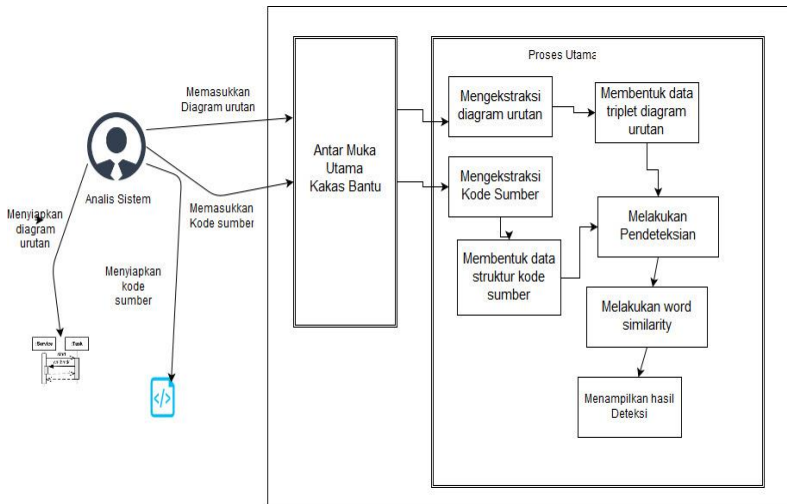 Proses Utama
Memasukkan
Diagram urutan
Mengekstraksi
diagram urutan
Membentuk data
triplet diagram
urutan
Antar Muka
Utama
Kakas Bantu
Mengekstraksi
Kode Sumber
Analis Sistem
Memasukkan
Kode sumber
Menyiapkan
diagram
urutan
Melakukan
Pendeteksian
Membentuk data
struktur kode
sumber
Menyiapkan
kode
sumber
Melakukan word
similarity
:Service
:Task
</>
Menampilkan hasil
Deteksi